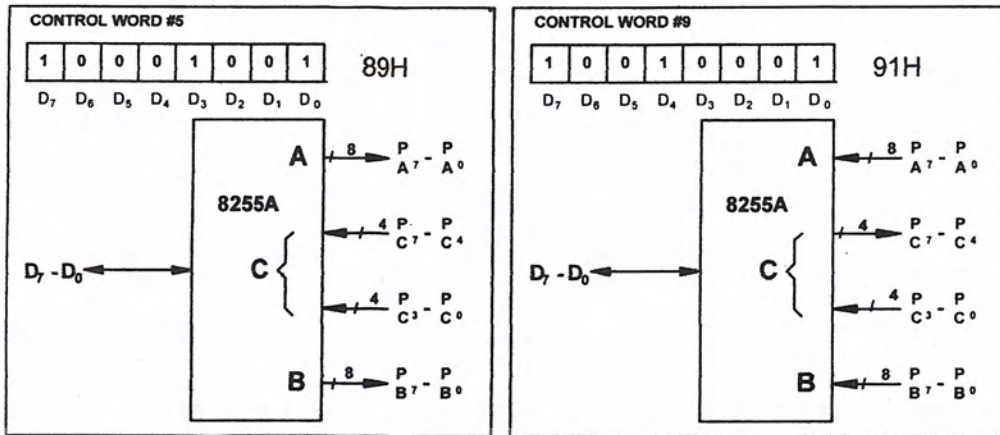 CONTROL WORD #5
1 0 0 0 1 0 0 1 89H
D7 D6 D5 D4 D3 D2 D1 D0
A 8 PA7 - PA0
8255A
4 PC7 - PC4
D7 - D0 C
4 PC3 - PC0
B 8 PB7 - PB0
CONTROL WORD #9
1 0 0 1 0 0 0 1 91H
D7 D6 D5 D4 D3 D2 D1 D0
A 8 PA7 - PA0
8255A
4 PC7 - PC4
D7 - D0 C
4 PC3 - PC0
B 8 PB7 - PB0